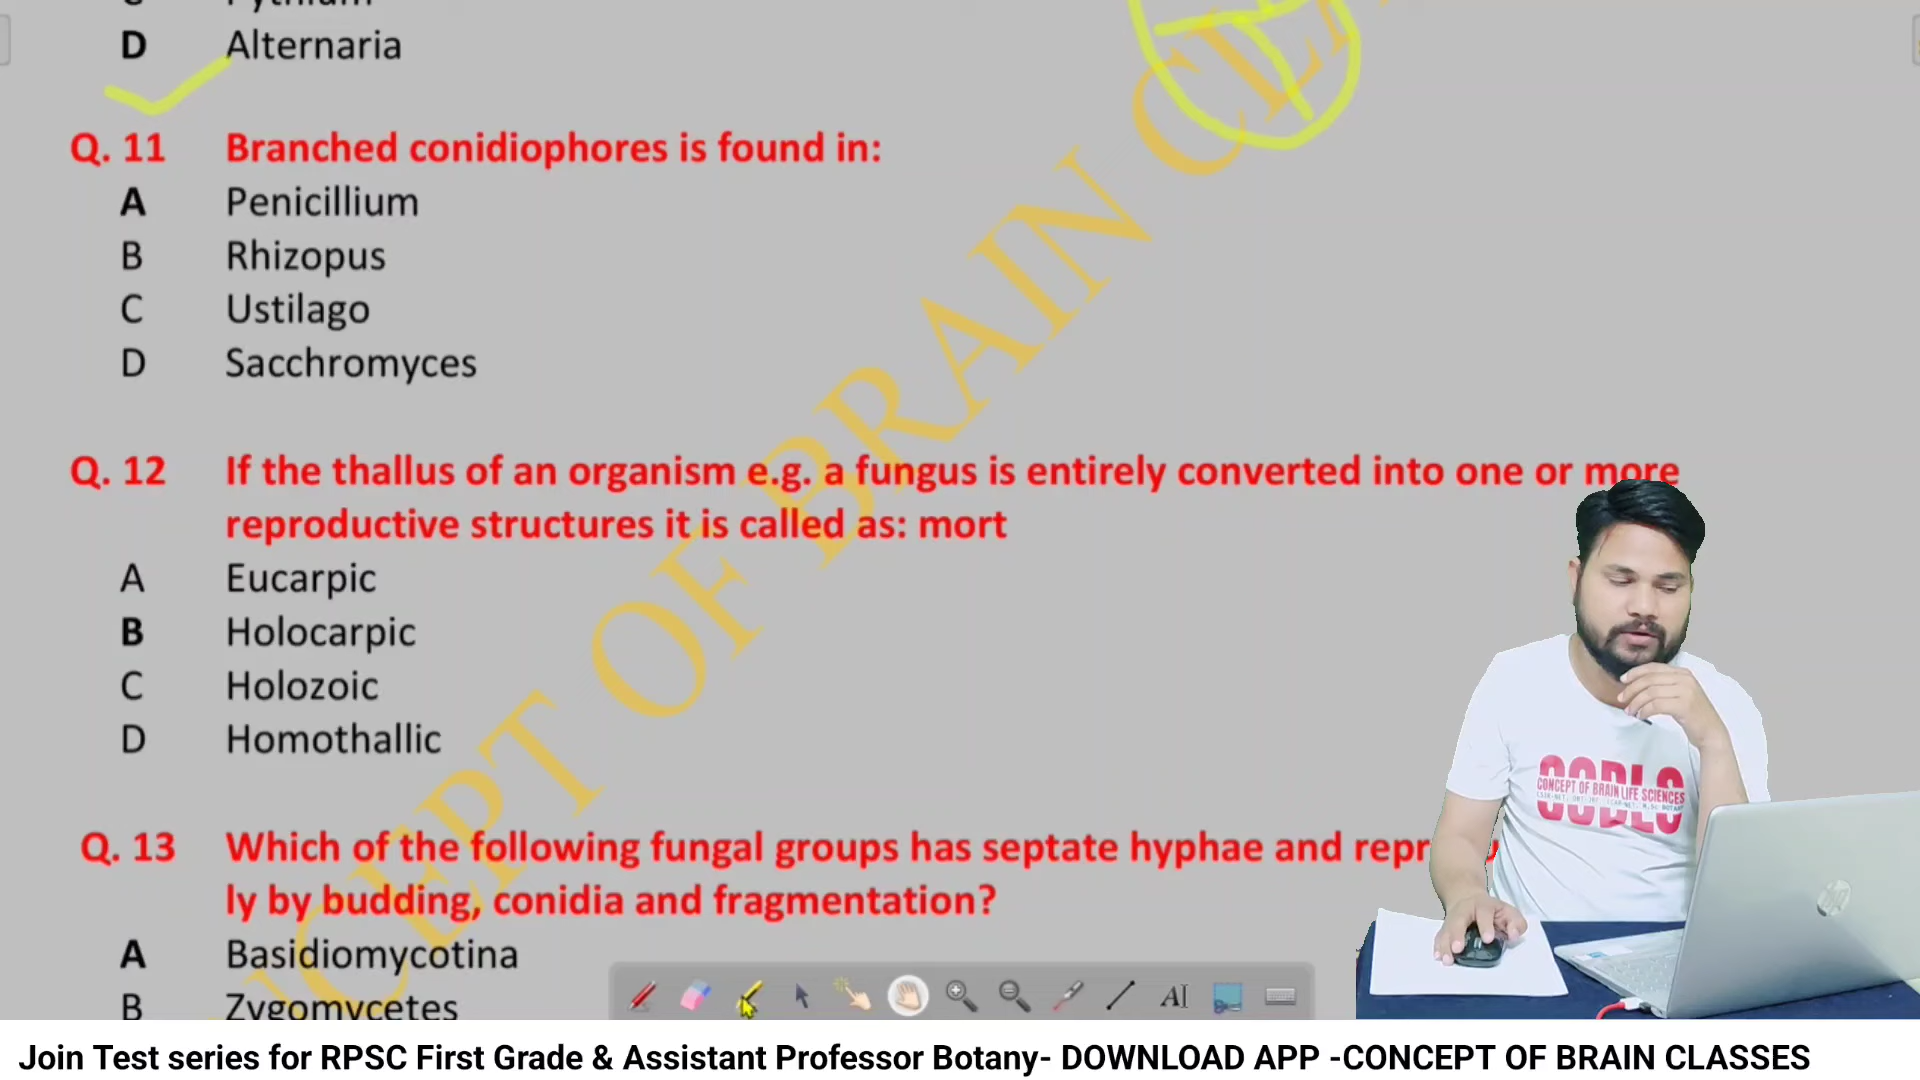 D Alternaria
Q. 11 Branched conidiophores is found in:
A Penicillium
B Rhizopus
C Ustilago
D Sacchromyces
Q. 12 If the thallus of an organism e.g. a fungus is entirely converted into one or more
reproductive structures it is called as: mort
A Eucarpic
B Holocarpic
C Holozoic
D Homothallic
Q. 13 Which of the following fungal groups has septate hyphae and
ly by budding, conidia and fragmentation?
A Basidiomycotina
B Zygomycetes
OF BRAIN
CONCEPT OF BRAIN LIFE SCIENCES
AI
hp
Join Test series for RPSC First Grade & Assistant Professor Botany- DOWNLOAD APP -CONCEPT OF BRAIN CLASSES